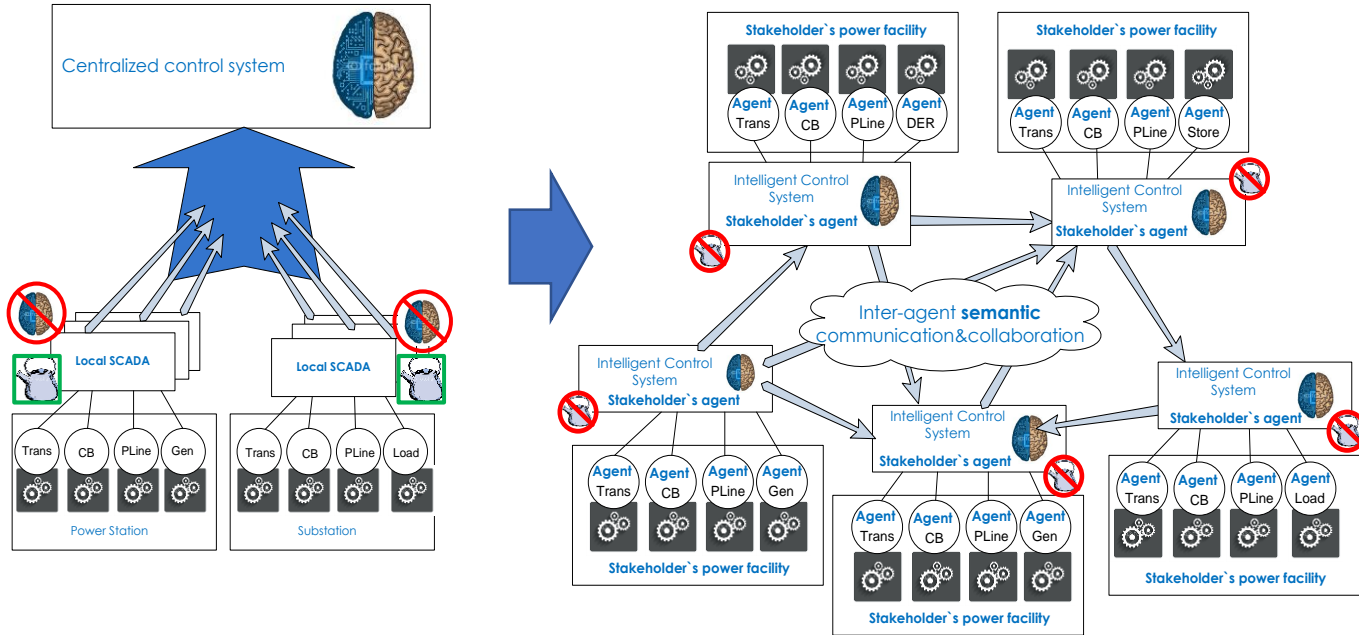 Centralized control system
Local SCADA
Local SCADA
Trans
CB
PLine
Gen
Power Station
Trans
CB
PLine
Load
Substation
Stakeholder`s power facility
Agent
Trans
Agent
CB
Agent
PLine
Agent
DER
Intelligent Control
System
Stakeholder`s agent
Stakeholder`s power facility
Agent
Trans
Agent
CB
Agent
PLine
Agent
Store
Intelligent Control
System
Stakeholder`s agent
Inter-agent semantic
communication&collaboration
Intelligent Control
System
Stakeholder`s agent
Agent
Trans
Agent
CB
Agent
PLine
Agent
Gen
Stakeholder`s power facility
Intelligent Control
System
Stakeholder`s agent
Agent
Trans
Agent
CB
Agent
PLine
Agent
Gen
Stakeholder`s power facility
Intelligent Control
System
Stakeholder`s agent
Agent
Trans
Agent
CB
Agent
PLine
Agent
Load
Stakeholder`s power facility